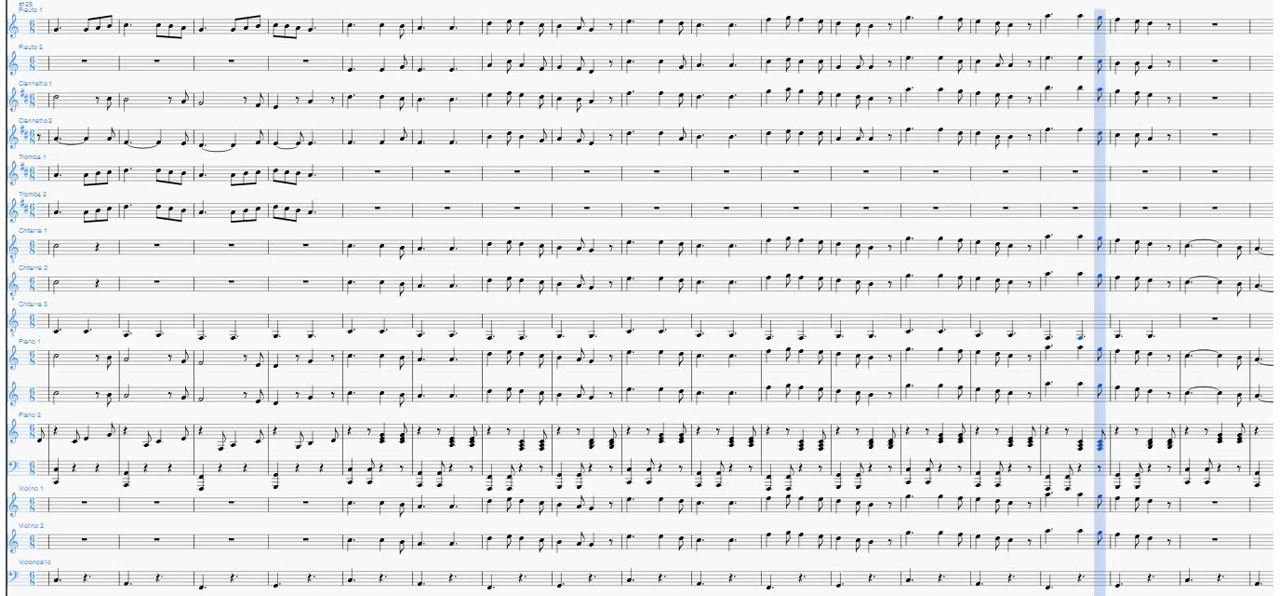 Flauto 1
Flauto 2
Clarinetto 1
Clarinetto 2
Tromba 1
Tromba 2
Chitarra 1
Chitarra 2
Chitarra 3
Piano 1
Piano 2
Violino 1
Violino 2
Violoncello